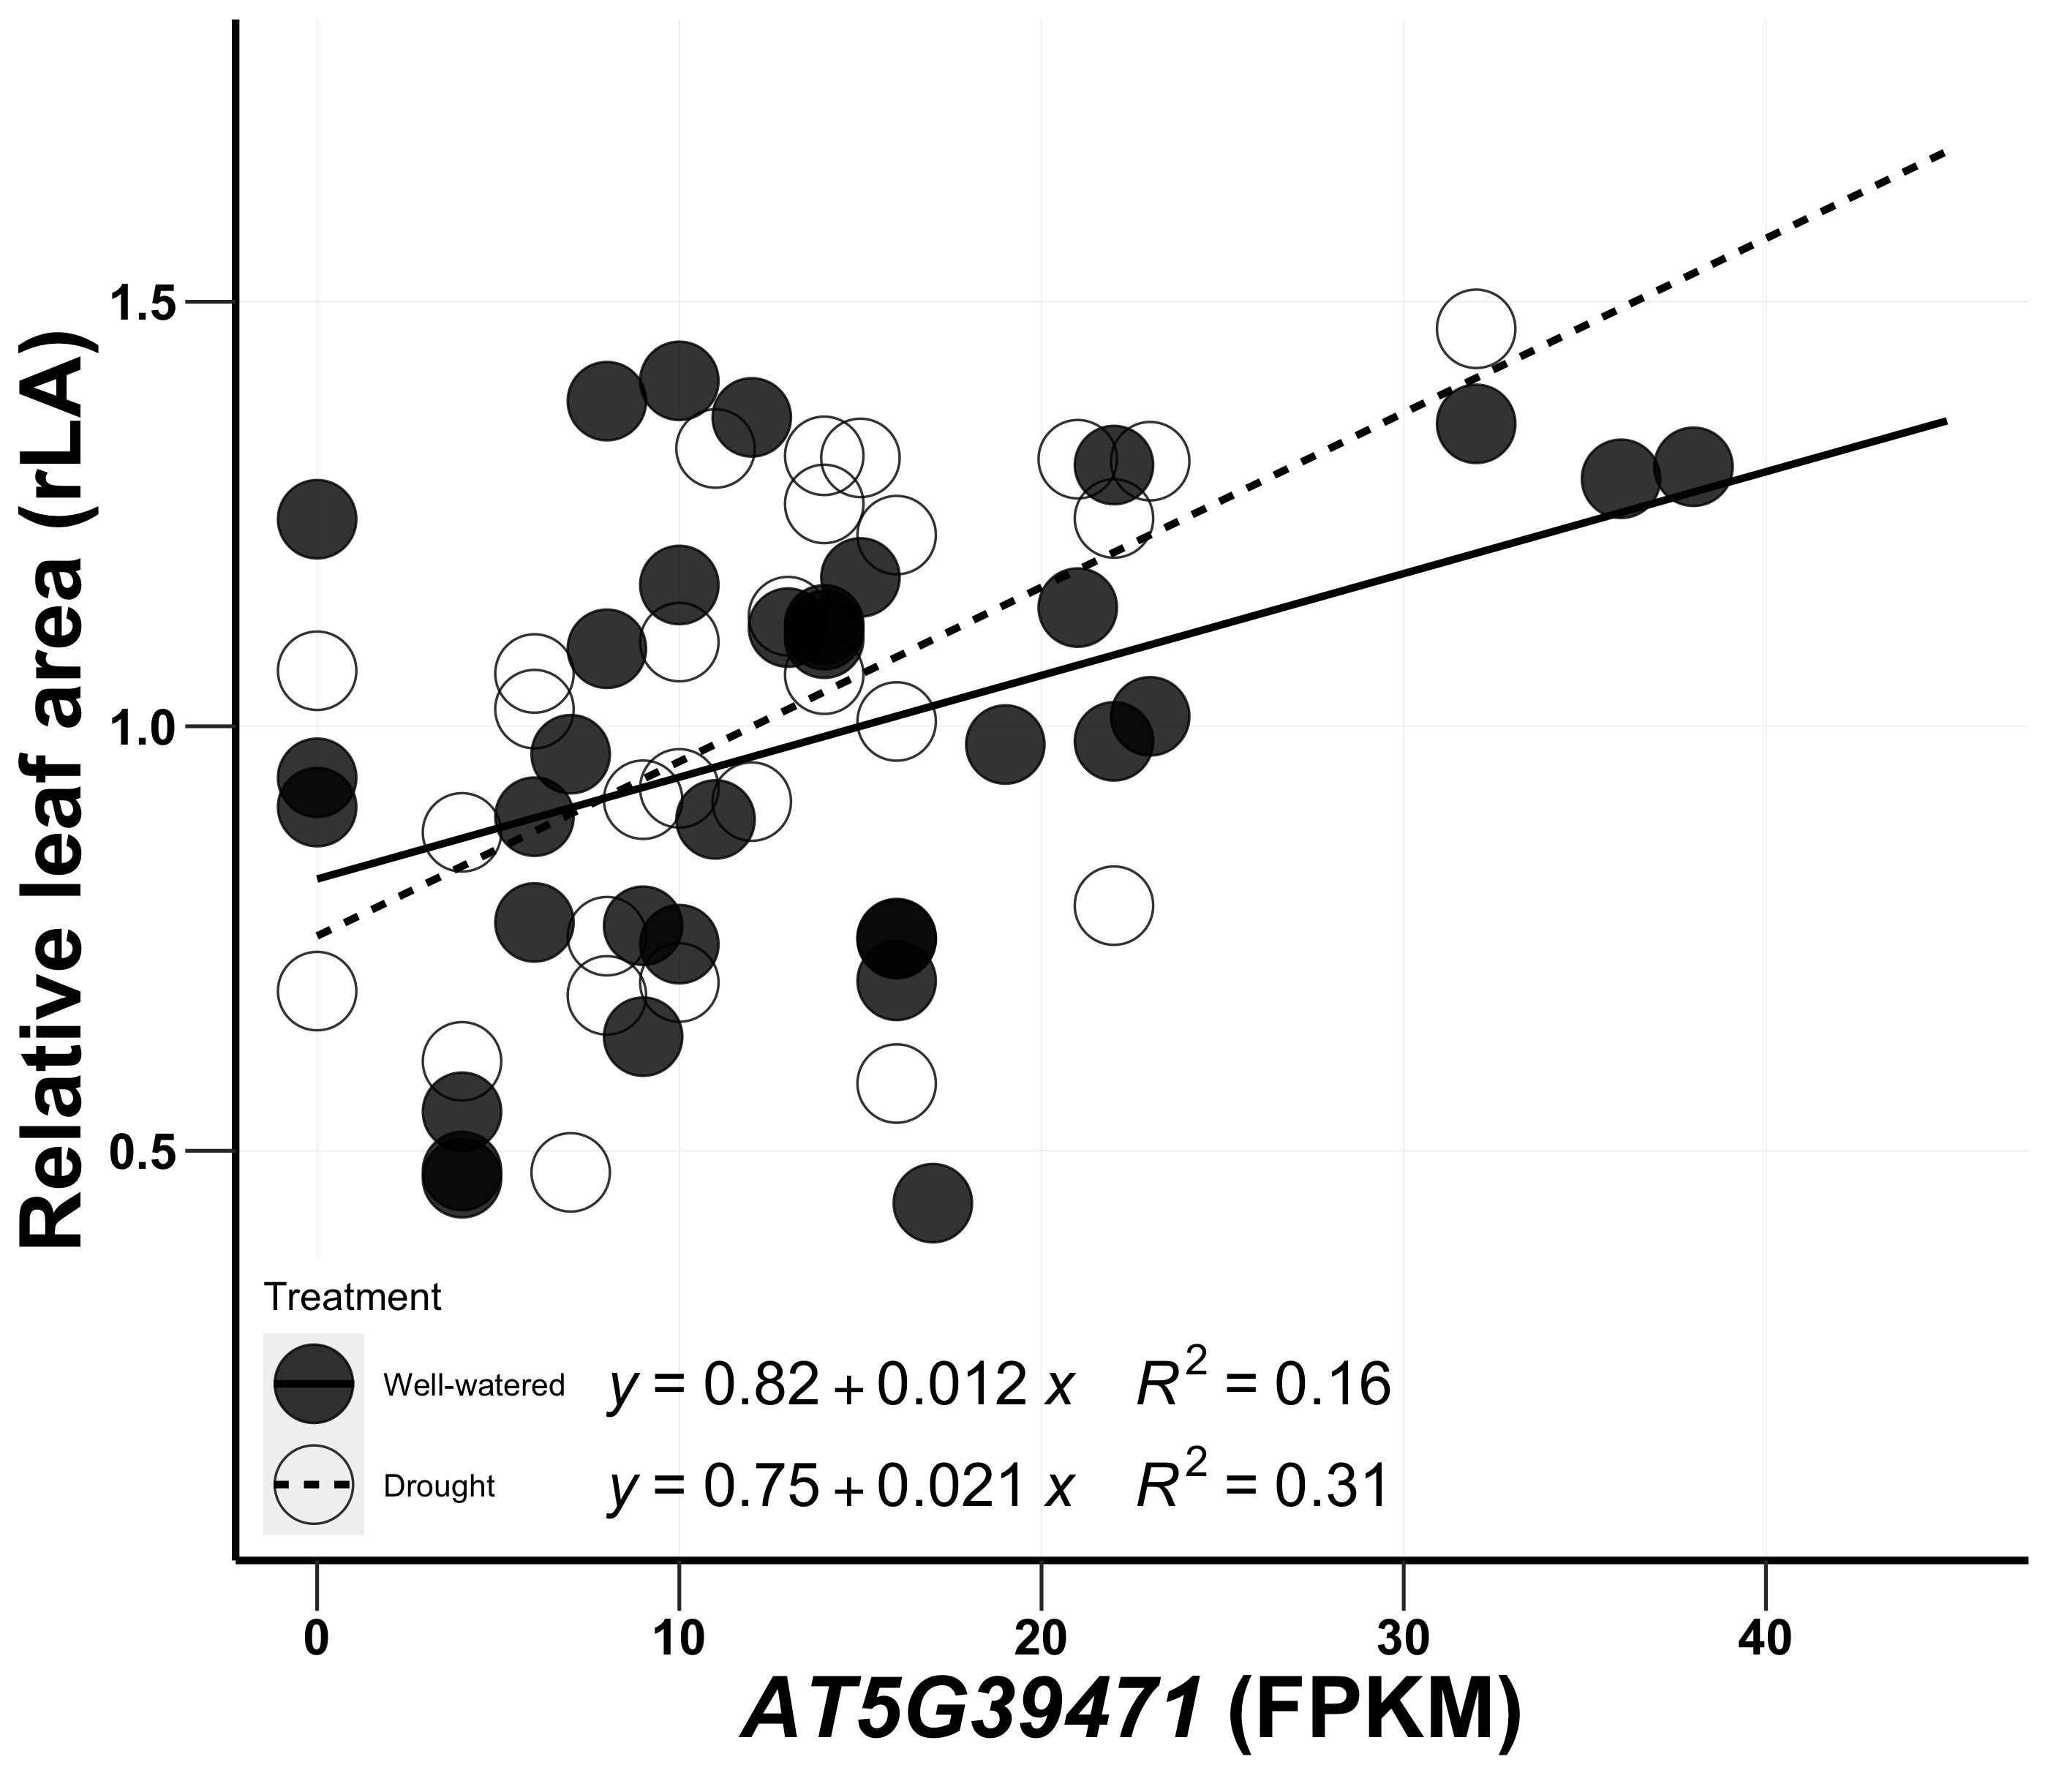 Relative leaf area (rLA)
1.5
1.0
0.5
Treatment
Well-watered y = 0.82 + 0.012 x R² = 0.16
Drought y = 0.75 + 0.021 x R² = 0.31
0 10 20 30 40
AT5G39471 (FPKM)